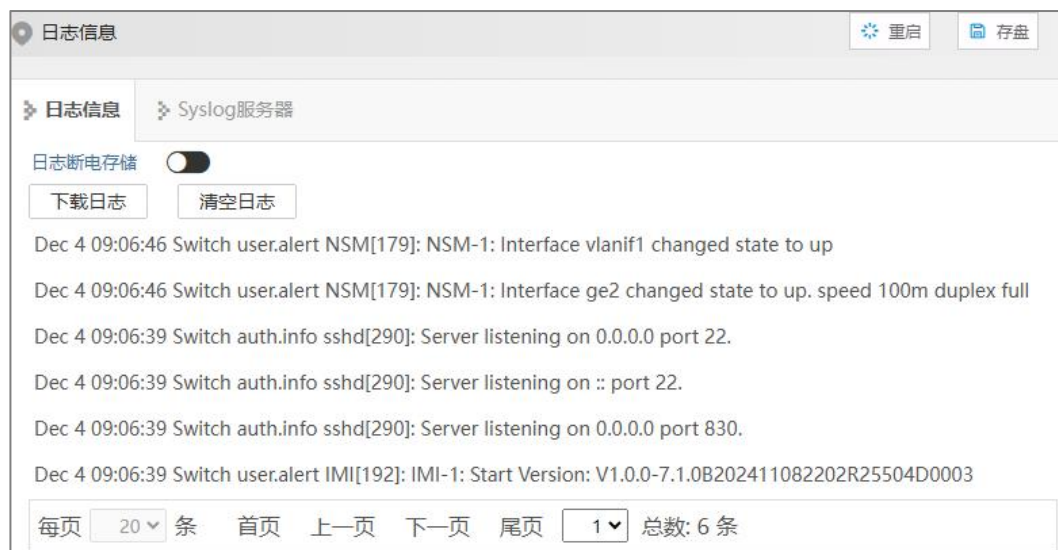 日志信息 重启 存盘
日志信息 Syslog服务器
日志断电存储
下载日志 清空日志
Dec 4 09:06:46 Switch user.alert NSM[179]: NSM-1: Interface vlanif1 changed state to up
Dec 4 09:06:46 Switch user.alert NSM[179]: NSM-1: Interface ge2 changed state to up. speed 100m duplex full
Dec 4 09:06:39 Switch auth.info sshd[290]: Server listening on 0.0.0.0 port 22.
Dec 4 09:06:39 Switch auth.info sshd[290]: Server listening on :: port 22.
Dec 4 09:06:39 Switch auth.info sshd[290]: Server listening on 0.0.0.0 port 830.
Dec 4 09:06:39 Switch user.alert IMI[192]: IMI-1: Start Version: V1.0.0-7.1.0B202411082202R25504D0003
每页 20 条 首页 上一页 下一页 尾页 1 总数: 6 条